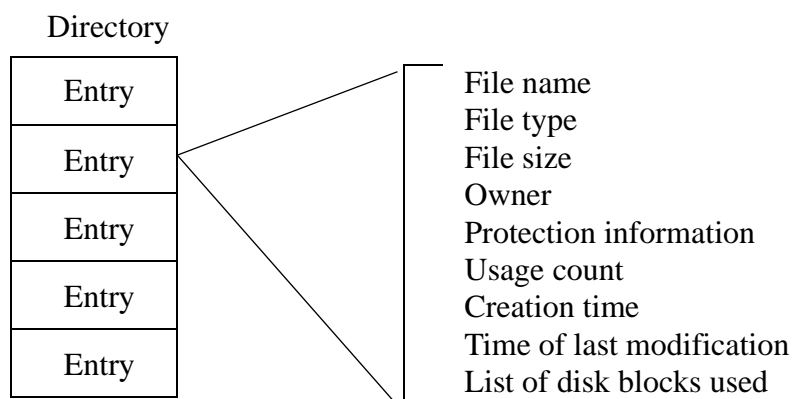 Directory
Entry
Entry
Entry
Entry
Entry
File name
File type
File size
Owner
Protection information
Usage count
Creation time
Time of last modification
List of disk blocks used